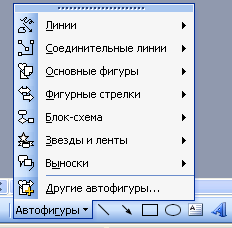 Линии
Соединительные линии
Основные фигуры
Фигурные стрелки
Блок-схема
Звезды и ленты
Выноски
Другие автофигуры...
Автофигуры